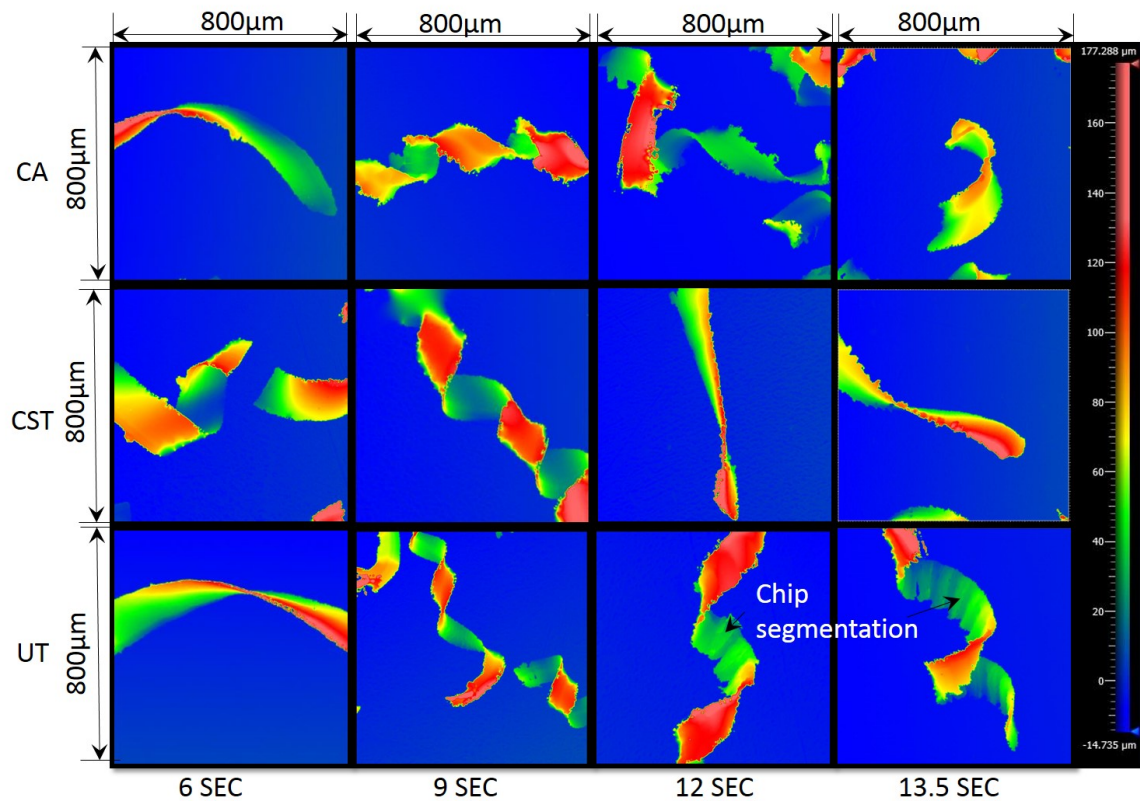 800μm 800μm 800μm 800μm
177.288 μm
CA 800μm
160
140
120
CST 800μm
100
80
60
40
UT 800μm
Chip
segmentation
20
0
-14.735 μm
6 SEC 9 SEC 12 SEC 13.5 SEC